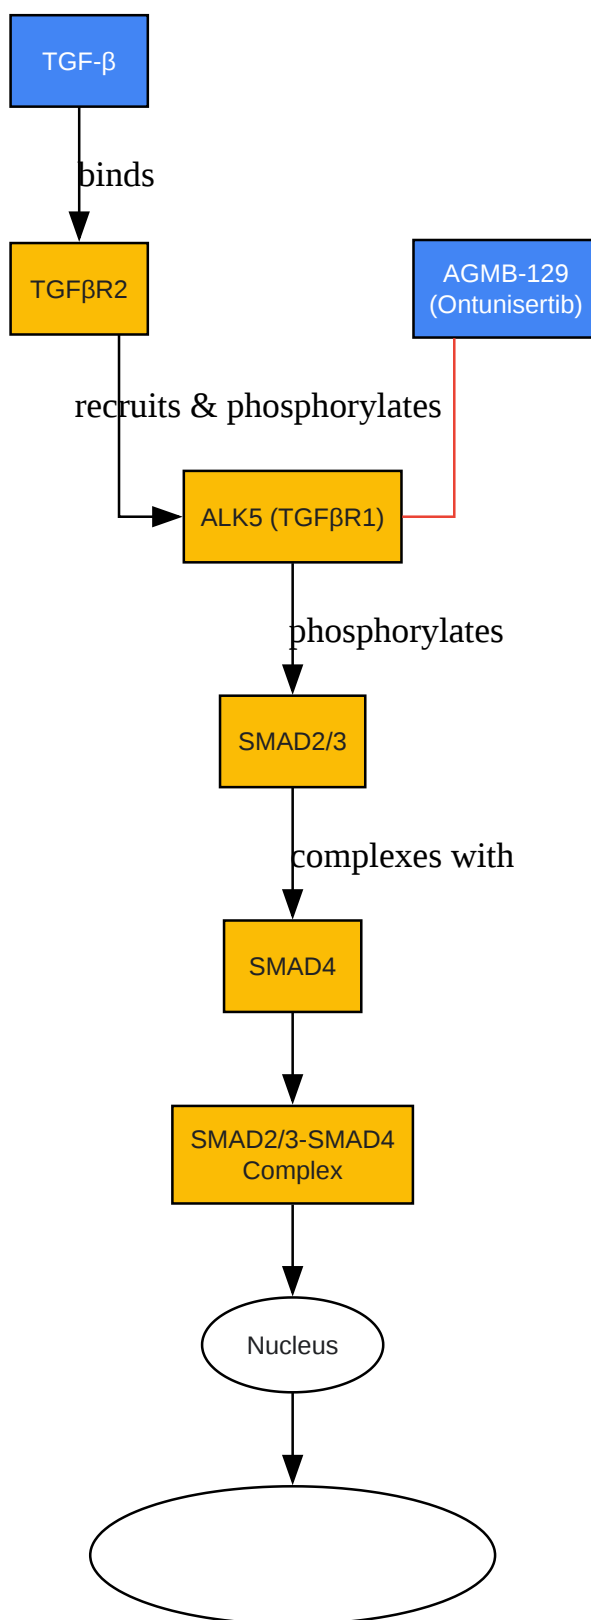 TGF-β
binds
TGFβR2
AGMB-129
(Ontunisertib)
recruits & phosphorylates
ALK5 (TGFβR1)
phosphorylates
SMAD2/3
complexes with
SMAD4
SMAD2/3-SMAD4
Complex
Nucleus